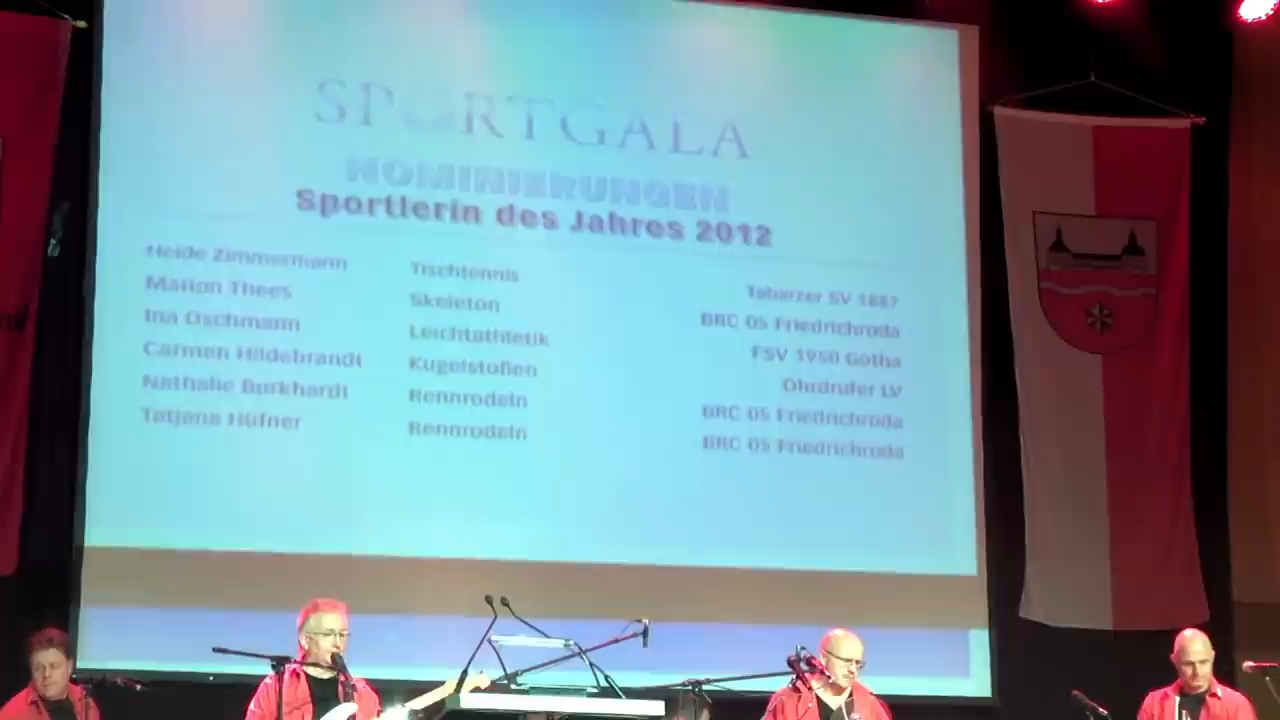 SPORTGALA
NOMINIERUNGEN
Sportlerin des Jahres 2012
Heide Zimmermann Tischtennis Tabarzer SV 1887
Marion Thees Skeleton BRC 05 Friedrichroda
Ina Oschmann Leichtathletik FSV 1950 Gotha
Carmen Hildebrandt Kugelstoßen Ohrdrufer LV
Nathalie Burkhardt Rennrodeln BRC 05 Friedrichroda
Tatjana Hüfner Rennrodeln BRC 05 Friedrichroda